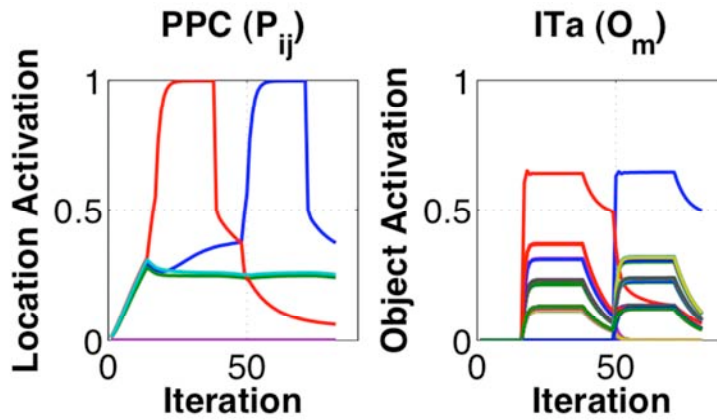 PPC (P_ij)
ITa (O_m)
Location Activation
1
0.5
0
0
50
Iteration
Object Activation
1
0.5
0
0
50
Iteration